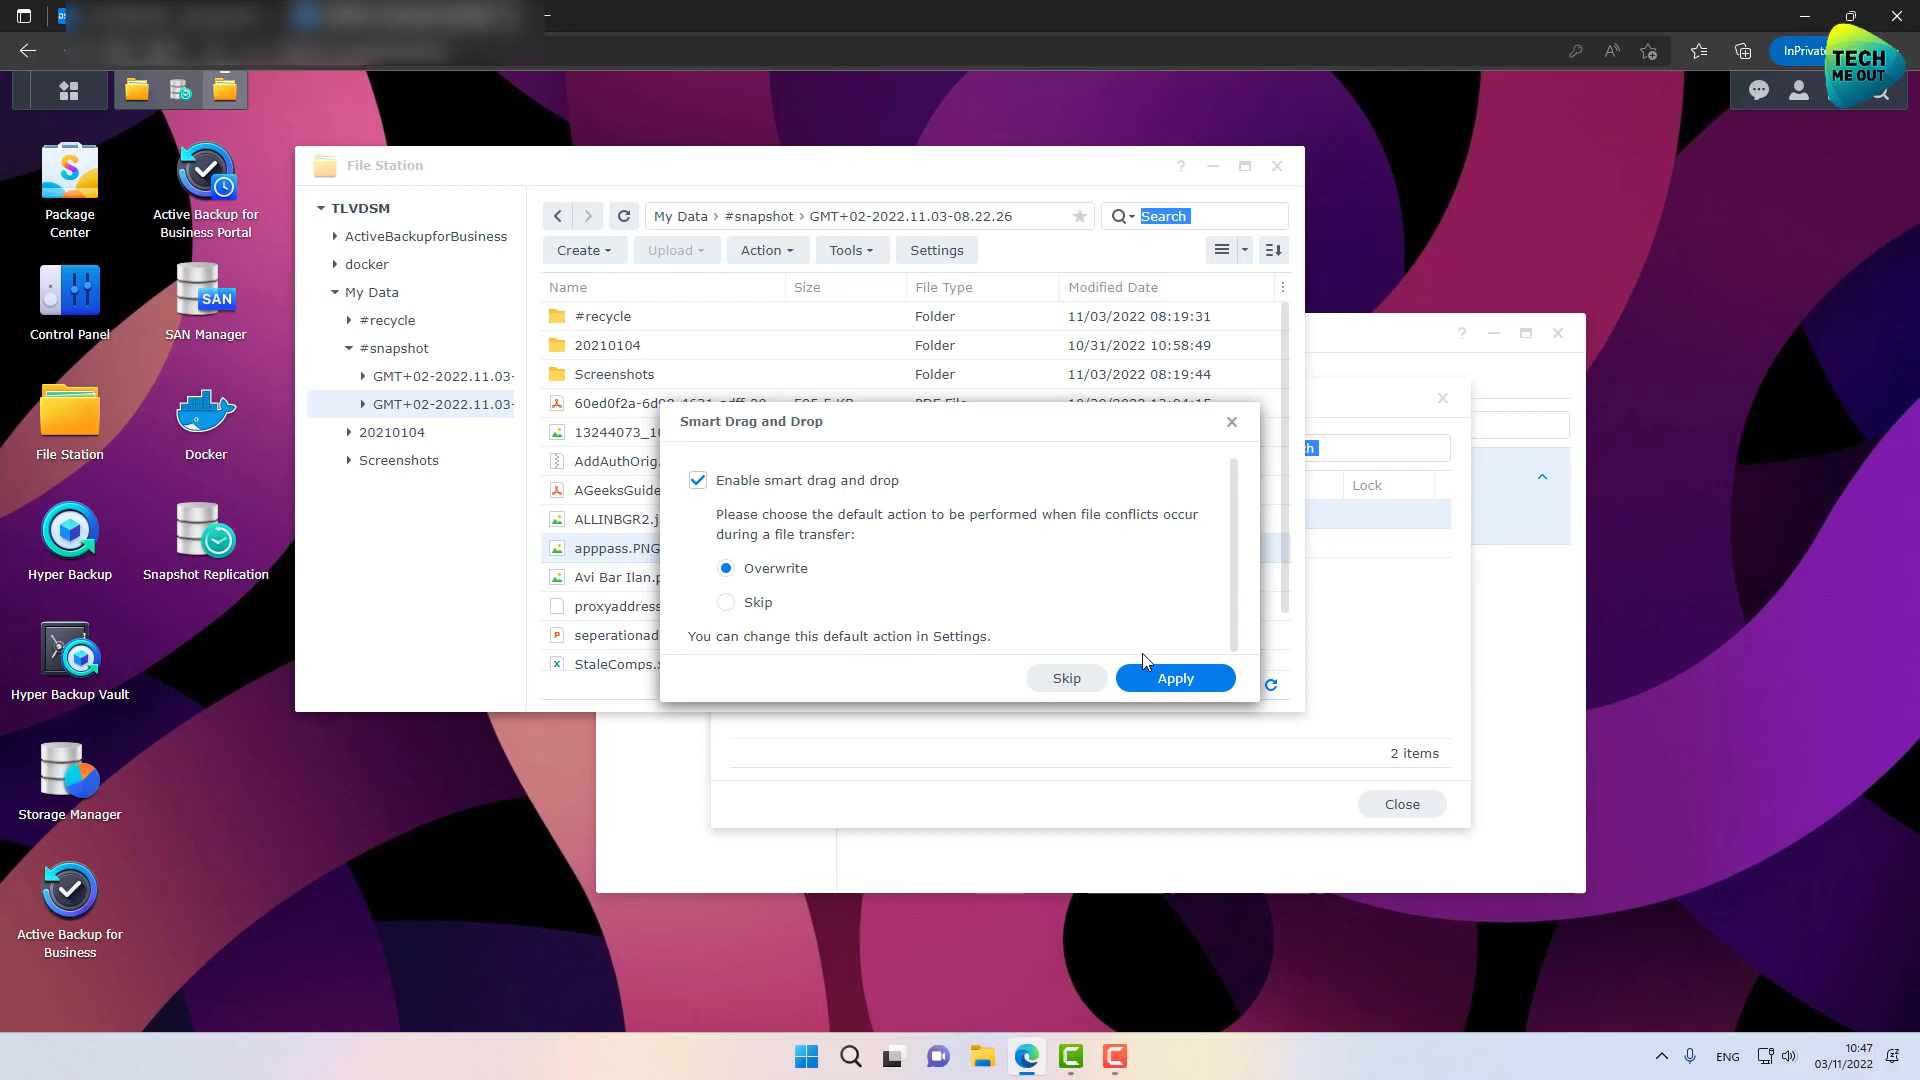 InPrivate
TECH
ME OUT
Package
Center
Active Backup for
Business Portal
Control Panel
SAN
SAN Manager
File Station
Docker
Hyper Backup
Snapshot Replication
Hyper Backup Vault
Storage Manager
Active Backup for
Business
File Station
TLVDSM
ActiveBackupforBusiness
docker
My Data
#recycle
#snapshot
GMT+02-2022.11.03-
GMT+02-2022.11.03-
20210104
Screenshots
My Data › #snapshot › GMT+02-2022.11.03-08.22.26
Search
Create
Upload
Action
Tools
Settings
Name Size File Type Modified Date
#recycle Folder 11/03/2022 08:19:31
20210104 Folder 10/31/2022 10:58:49
Screenshots Folder 11/03/2022 08:19:44
13244073_1
AddAuthOrig.
AGeeksGuide
ALLINBGR2.j
apppass.PNG
Avi Bar Ilan.p
proxyaddress
seperationad
StaleComps.x
Smart Drag and Drop
Enable smart drag and drop
Please choose the default action to be performed when file conflicts occur
during a file transfer:
Overwrite
Skip
You can change this default action in Settings.
Skip
Apply
Lock
2 items
Close
ENG
10:47
03/11/2022